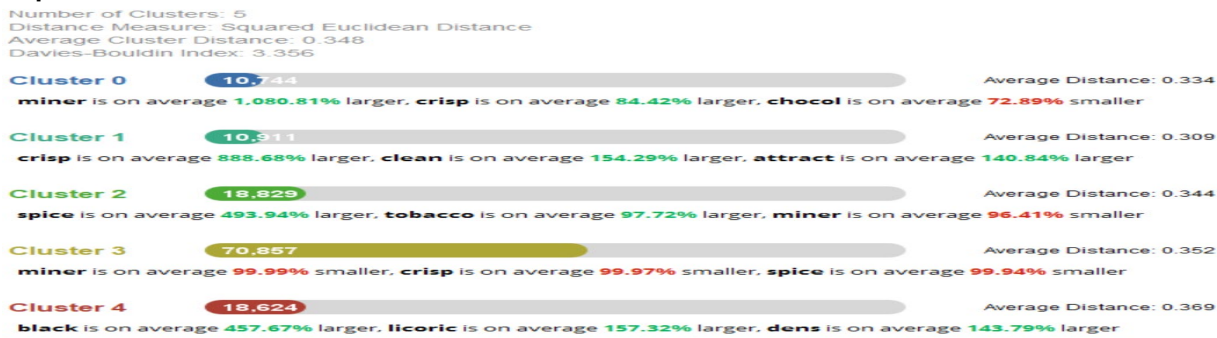 Number of Clusters: 5
Distance Measure: Squared Euclidean Distance
Average Cluster Distance: 0.348
Davies-Bouldin Index: 3.356
Cluster 0 10,744 Average Distance: 0.334
miner is on average 1,080.81% larger, crisp is on average 84.42% larger, chocol is on average 72.89% smaller
Cluster 1 10,911 Average Distance: 0.309
crisp is on average 888.68% larger, clean is on average 154.29% larger, attract is on average 140.84% larger
Cluster 2 18,829 Average Distance: 0.344
spice is on average 493.94% larger, tobacco is on average 97.72% larger, miner is on average 96.41% smaller
Cluster 3 70,857 Average Distance: 0.352
miner is on average 99.99% smaller, crisp is on average 99.97% smaller, spice is on average 99.94% smaller
Cluster 4 18,624 Average Distance: 0.369
black is on average 457.67% larger, licoric is on average 157.32% larger, dens is on average 143.79% larger